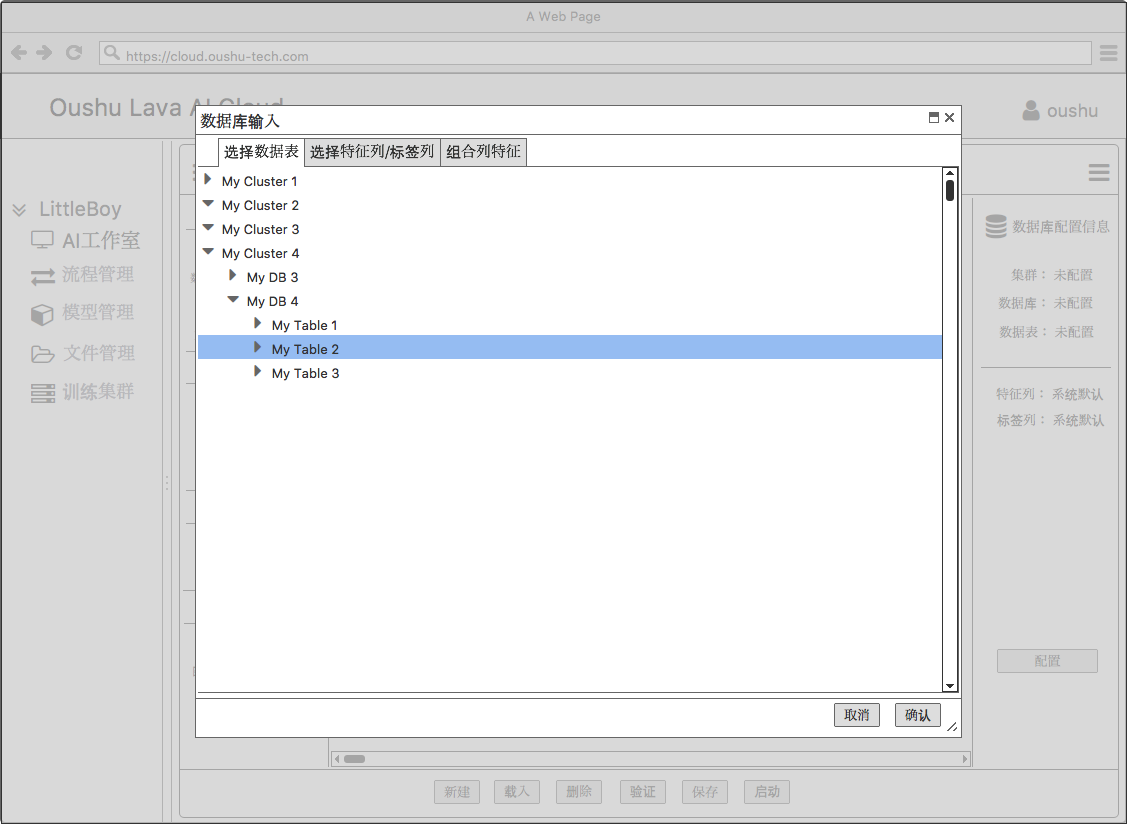 A Web Page
https://cloud.oushu-tech.com
Oushu Lava AI Cloud
oushu
数据库输入
选择数据表 选择特征列/标签列 组合列特征
My Cluster 1
My Cluster 2
My Cluster 3
My Cluster 4
My DB 3
My DB 4
My Table 1
My Table 2
My Table 3
取消 确认
LittleBoy
AI工作室
流程管理
模型管理
文件管理
训练集群
数据库配置信息
集群： 未配置
数据库： 未配置
数据表： 未配置
特征列： 系统默认
标签列： 系统默认
配置
新建 载入 删除 验证 保存 启动